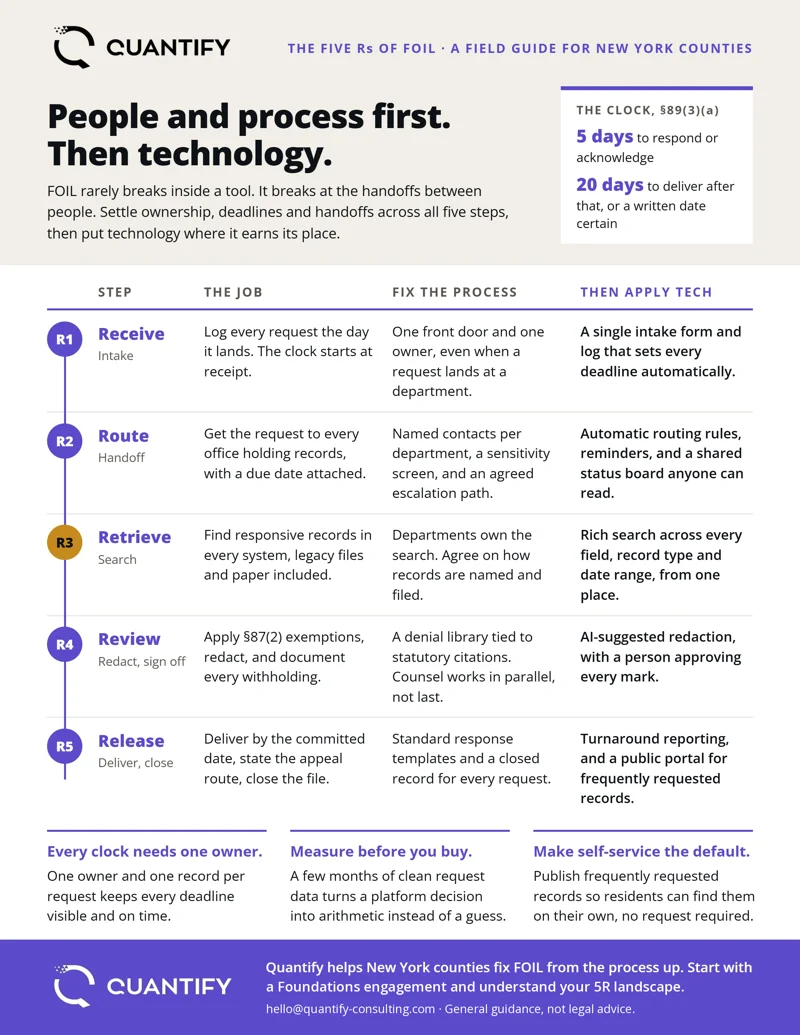 QUANTIFY
THE FIVE Rs OF FOIL · A FIELD GUIDE FOR NEW YORK COUNTIES
People and process first.
Then technology.
FOIL rarely breaks inside a tool. It breaks at the handoffs between
people. Settle ownership, deadlines and handoffs across all five steps,
then put technology where it earns its place.
THE CLOCK, §89(3)(a)
5 days to respond or
acknowledge
20 days to deliver after
that, or a written date
certain
STEP
THE JOB
FIX THE PROCESS
THEN APPLY TECH
R1
Receive
Intake
Log every request the day
it lands. The clock starts at
receipt.
One front door and one
owner, even when a
request lands at a
department.
A single intake form and
log that sets every
deadline automatically.
R2
Route
Handoff
Get the request to every
office holding records,
with a due date attached.
Named contacts per
department, a sensitivity
screen, and an agreed
escalation path.
Automatic routing rules,
reminders, and a shared
status board anyone can
read.
R3
Retrieve
Search
Find responsive records in
every system, legacy files
and paper included.
Departments own the
search. Agree on how
records are named and
filed.
Rich search across every
field, record type and
date range, from one
place.
R4
Review
Redact, sign off
Apply §87(2) exemptions,
redact, and document
every withholding.
A denial library tied to
statutory citations.
Counsel works in parallel,
not last.
AI-suggested redaction,
with a person approving
every mark.
R5
Release
Deliver, close
Deliver by the committed
date, state the appeal
route, close the file.
Standard response
templates and a closed
record for every request.
Turnaround reporting,
and a public portal for
frequently requested
records.
Every clock needs one owner.
One owner and one record per
request keeps every deadline
visible and on time.
Measure before you buy.
A few months of clean request
data turns a platform decision
into arithmetic instead of a guess.
Make self-service the default.
Publish frequently requested
records so residents can find them
on their own, no request required.
QUANTIFY
Quantify helps New York counties fix FOIL from the process up. Start with
a Foundations engagement and understand your 5R landscape.
hello@quantify-consulting.com · General guidance, not legal advice.